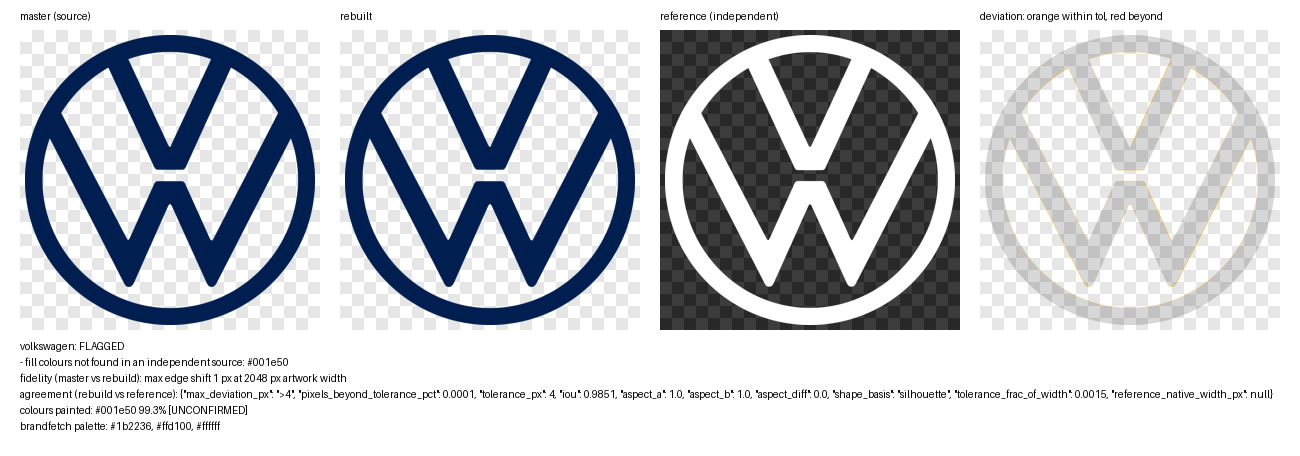 master (source)
rebuilt
reference (independent)
deviation: orange within tol, red beyond
volkswagen: FLAGGED
- fill colours not found in an independent source: #001e50
fidelity (master vs rebuild): max edge shift 1 px at 2048 px artwork width
agreement (rebuild vs reference): {"max_deviation_px": ">4", "pixels_beyond_tolerance_pct": 0.0001, "tolerance_px": 4, "iou": 0.9851, "aspect_a": 1.0, "aspect_b": 1.0, "aspect_diff": 0.0, "shape_basis": "silhouette", "tolerance_frac_of_width": 0.0015, "reference_native_width_px": null}
colours painted: #001e50 99.3% [UNCONFIRMED]
brandfetch palette: #1b2236, #ffd100, #ffffff